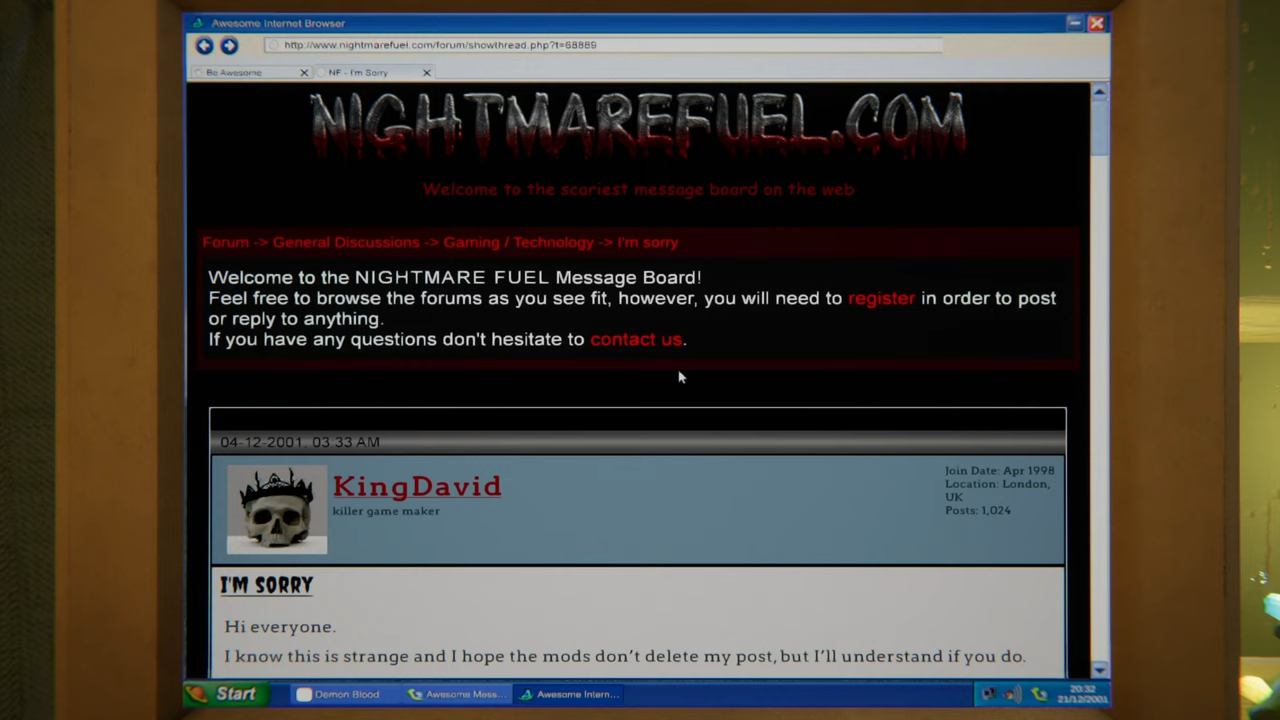 Awesome Internet Browser
http://www.nightmarefuel.com/forum/showthread.php?t=68889
Be Awesome
NF - I'm Sorry
NIGHTMAREFUEL.COM
Welcome to the scariest message board on the web
Forum -> General Discussions -> Gaming / Technology -> I'm sorry
Welcome to the NIGHTMARE FUEL Message Board!
Feel free to browse the forums as you see fit, however, you will need to register in order to post
or reply to anything.
If you have any questions don't hesitate to contact us.
04-12-2001, 03:33 AM
KingDavid
killer game maker
Join Date: Apr 1998
Location: London,
UK
Posts: 1,024
I'M SORRY
Hi everyone.
I know this is strange and I hope the mods don't delete my post, but I'll understand if you do.
Start
Demon Blood
Awesome Mess...
Awesome Intern...
20:32
21/12/2001